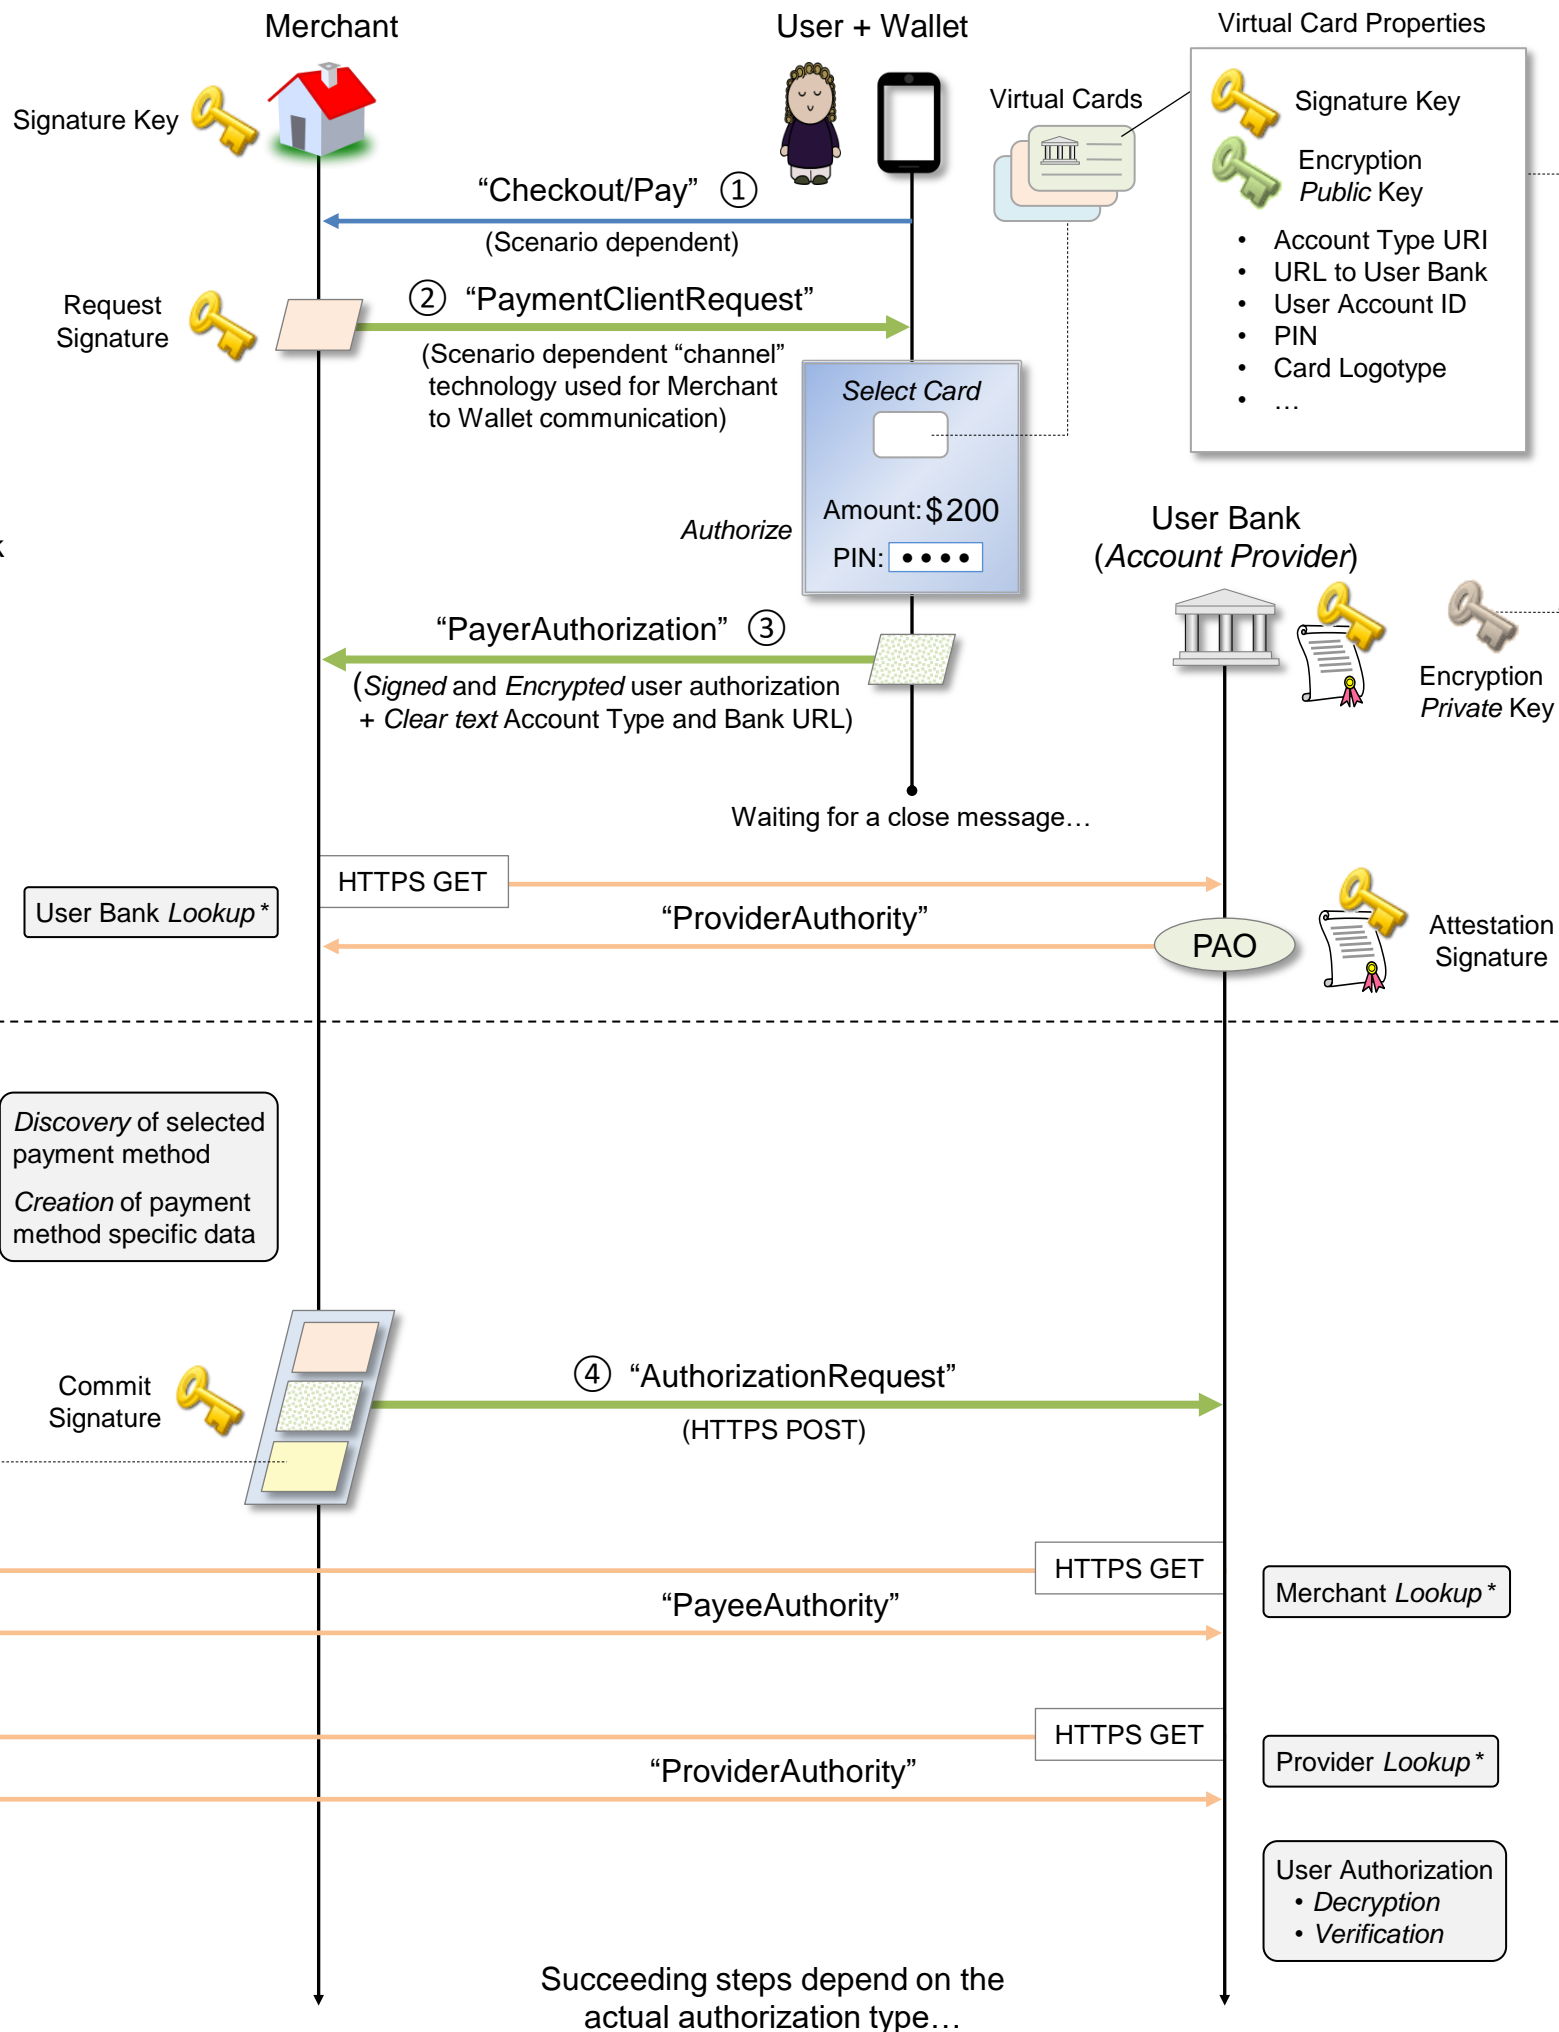 Merchant
User + Wallet
Virtual Card Properties
Signature Key
Virtual Cards
Signature Key
Encryption
Public Key
• Account Type URI
• URL to User Bank
• User Account ID
• PIN
• Card Logotype
• …
“Checkout/Pay” ①
(Scenario dependent)
Request
Signature
② “PaymentClientRequest”
(Scenario dependent “channel”
technology used for Merchant
to Wallet communication)
Select Card
Amount: $200
PIN: ••••
Authorize
User Bank
(Account Provider)
“PayerAuthorization” ③
(Signed and Encrypted user authorization
+ Clear text Account Type and Bank URL)
Encryption
Private Key
Waiting for a close message…
HTTPS GET
User Bank Lookup *
“ProviderAuthority”
PAO
Attestation
Signature
Discovery of selected
payment method
Creation of payment
method specific data
Commit
Signature
④ “AuthorizationRequest”
(HTTPS POST)
HTTPS GET
Merchant Lookup *
“PayeeAuthority”
HTTPS GET
Provider Lookup *
“ProviderAuthority”
User Authorization
• Decryption
• Verification
Succeeding steps depend on the
actual authorization type…